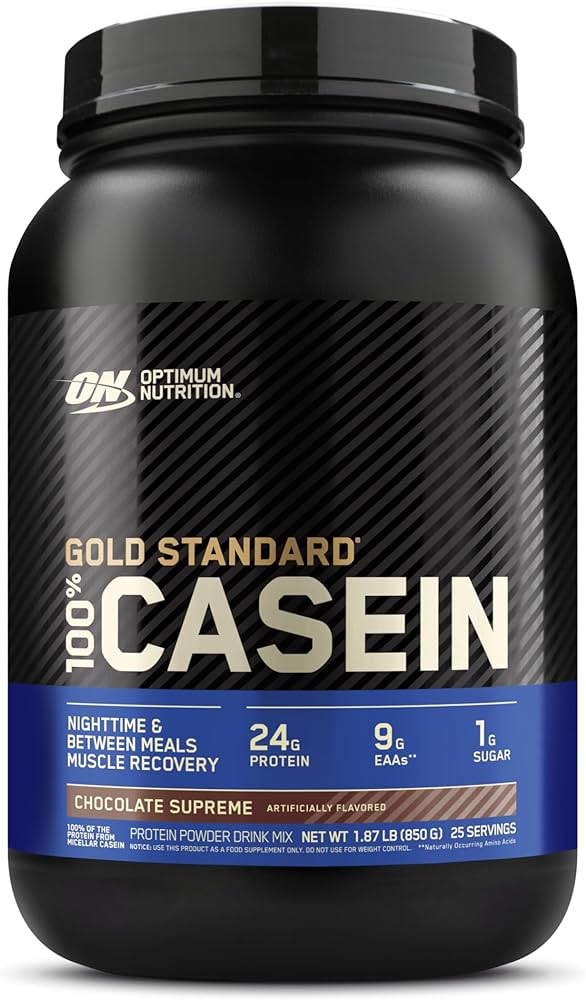 ON OPTIMUM
NUTRITION®
GOLD STANDARD®
100% CASEIN
NIGHTTIME &
BETWEEN MEALS
MUSCLE RECOVERY
24G
PROTEIN
9G
EAAs**
1G
SUGAR
CHOCOLATE SUPREME ARTIFICIALLY FLAVORED
100% OF THE
PROTEIN FROM
MICELLAR CASEIN
PROTEIN POWDER DRINK MIX NET WT 1.87 LB (850 G) 25 SERVINGS
NOTICE: USE THIS PRODUCT AS A FOOD SUPPLEMENT ONLY. DO NOT USE FOR WEIGHT CONTROL. **Naturally Occurring Amino Acids